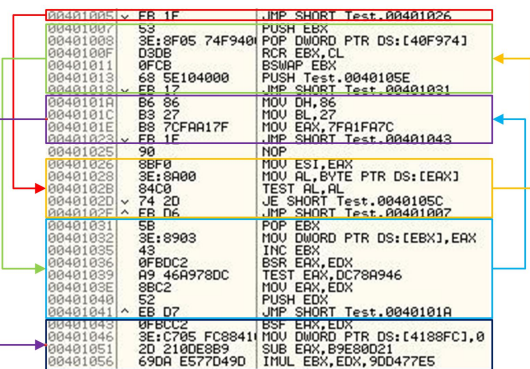 00401005 v EB 1F JMP SHORT Test.00401026
00401007 53 PUSH EBX
00401008 3E:8F05 74F940 POP DWORD PTR DS:[40F974]
0040100F D3DB RCR EBX,CL
00401011 0FCB BSWAP EBX
00401013 68 5E104000 PUSH Test.0040105E
00401018 v EB 17 JMP SHORT Test.00401031
0040101A B6 86 MOV DH,86
0040101C B3 27 MOV BL,27
0040101E B8 7CFAA17F MOV EAX,7FA1FA7C
00401023 v EB 1E JMP SHORT Test.00401043
00401025 90 NOP
00401026 8BF0 MOV ESI,EAX
00401028 3E:8A00 MOV AL,BYTE PTR DS:[EAX]
0040102B 84C0 TEST AL,AL
0040102D v 74 2D JE SHORT Test.0040105C
0040102F ^ EB D6 JMP SHORT Test.00401007
00401031 5B POP EBX
00401032 3E:8903 MOV DWORD PTR DS:[EBX],EAX
00401035 43 INC EBX
00401036 0FBDC2 BSR EAX,EDX
00401039 A9 46A978DC TEST EAX,DC78A946
0040103E 8BC2 MOV EAX,EDX
00401040 52 PUSH EDX
00401041 ^ EB D7 JMP SHORT Test.0040101A
00401043 0FBCC2 BSF EAX,EDX
00401046 3E:C705 FC8841 MOV DWORD PTR DS:[4188FC],0
00401051 2D 210DE8B9 SUB EAX,B9E80D21
00401056 69DA E577D49D IMUL EBX,EDX,9DD477E5